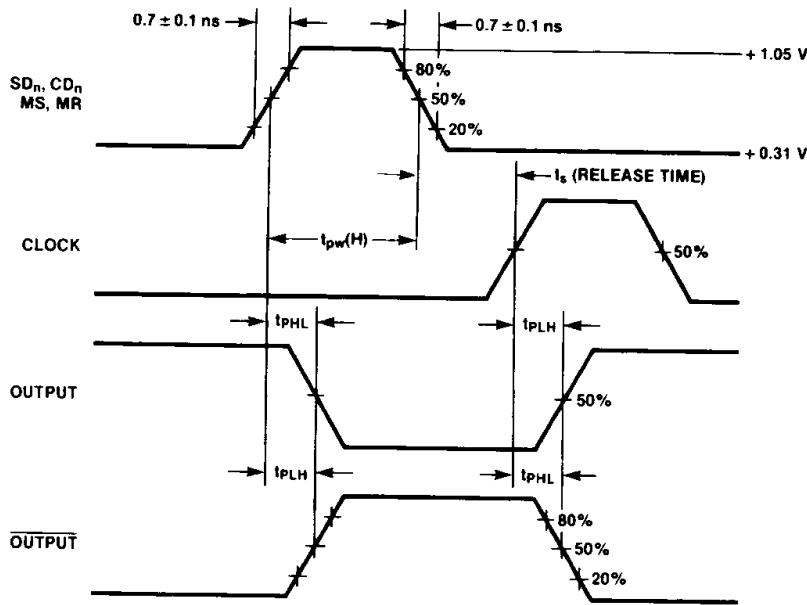 0.7 ± 0.1 ns
0.7 ± 0.1 ns
+ 1.05 V
80%
SDn, CDn
MS, MR
50%
20%
+ 0.31 V
ts (RELEASE TIME)
CLOCK
tpw(H)
50%
tPHL
tPLH
OUTPUT
50%
tPLH
tPHL
OUTPUT
80%
50%
20%